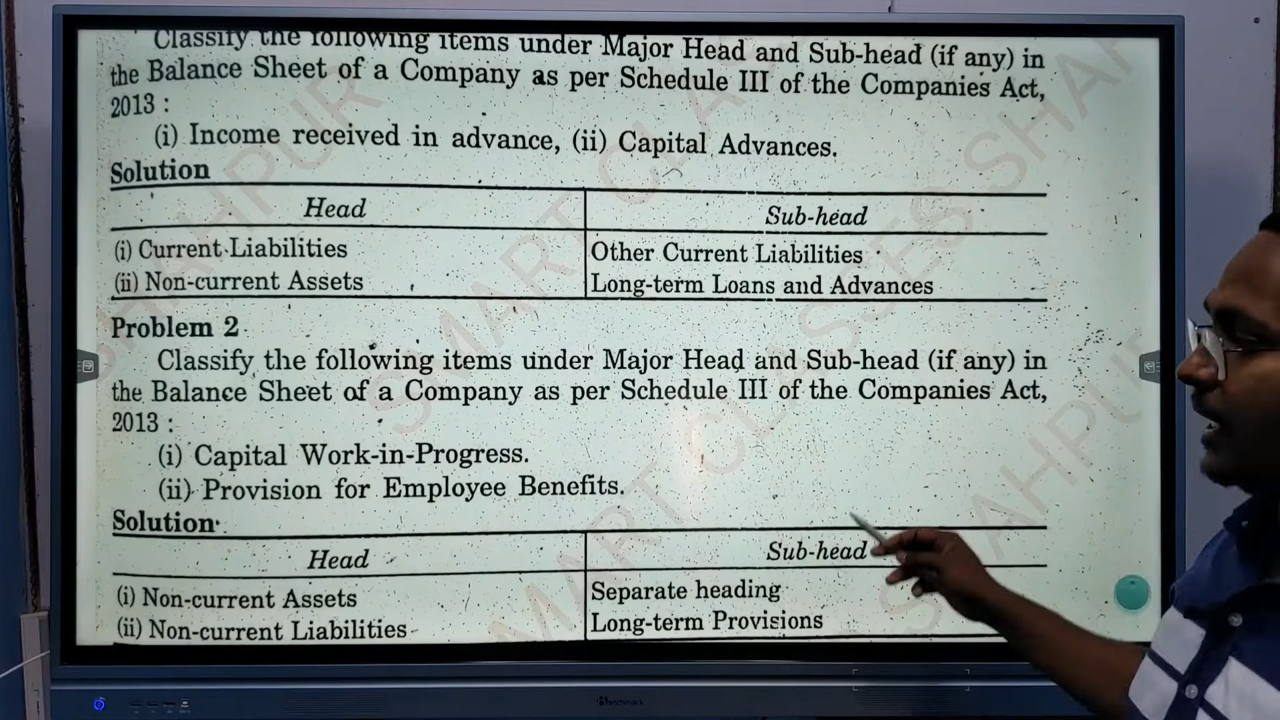 Classify the following items under Major Head and Sub-head (if any) in
the Balance Sheet of a Company as per Schedule III of the Companies Act,
2013 :
(i) Income received in advance, (ii) Capital Advances.
Solution
Head Sub-head
(i) Current Liabilities Other Current Liabilities
(ii) Non-current Assets Long-term Loans and Advances
Problem 2
Classify the following items under Major Head and Sub-head (if any) in
the Balance Sheet of a Company as per Schedule III of the Companies Act,
2013 :
(i) Capital Work-in-Progress.
(ii) Provision for Employee Benefits.
Solution
Head Sub-head
(i) Non-current Assets Separate heading
(ii) Non-current Liabilities Long-term Provisions
SMART CLASSES SHAHPUR
Benchmark